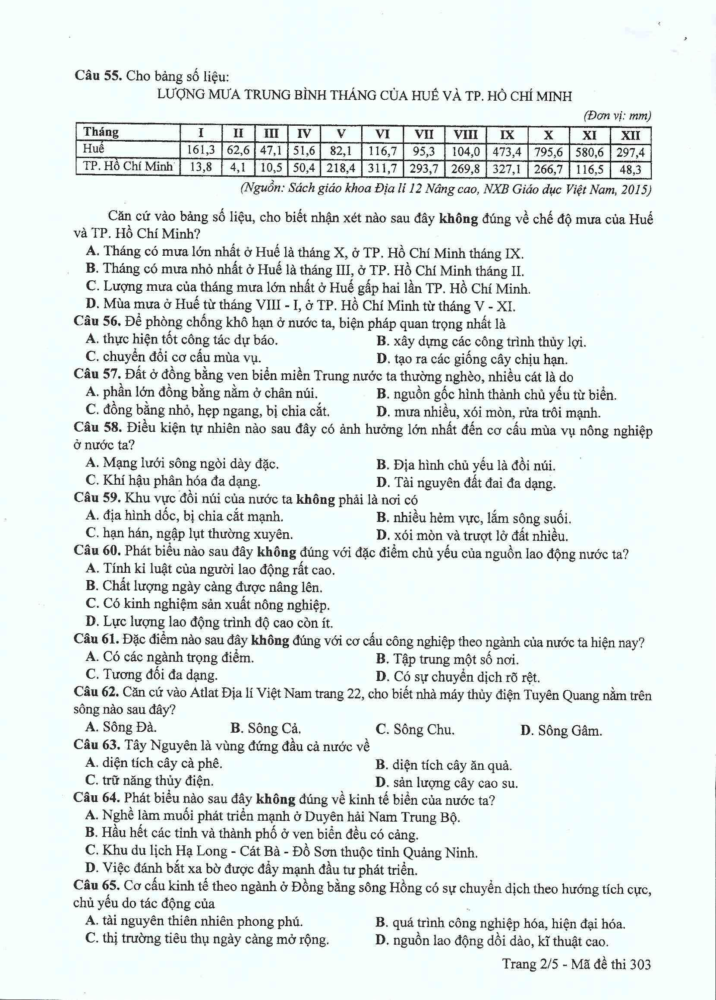 Câu 55. Cho bảng số liệu:
LƯỢNG MƯA TRUNG BÌNH THÁNG CỦA HUẾ VÀ TP. HỒ CHÍ MINH
(Đơn vị: mm)
Tháng I II III IV V VI VII VIII IX X XI XII
Huế 161,3 62,6 47,1 51,6 82,1 116,7 95,3 104,0 473,4 795,6 580,6 297,4
TP. Hồ Chí Minh 13,8 4,1 10,5 50,4 218,4 311,7 293,7 269,8 327,1 266,7 116,5 48,3
(Nguồn: Sách giáo khoa Địa lí 12 Nâng cao, NXB Giáo dục Việt Nam, 2015)
Căn cứ vào bảng số liệu, cho biết nhận xét nào sau đây không đúng về chế độ mưa của Huế
và TP. Hồ Chí Minh?
A. Tháng có mưa lớn nhất ở Huế là tháng X, ở TP. Hồ Chí Minh tháng IX.
B. Tháng có mưa nhỏ nhất ở Huế là tháng III, ở TP. Hồ Chí Minh tháng II.
C. Lượng mưa của tháng mưa lớn nhất ở Huế gấp hai lần TP. Hồ Chí Minh.
D. Mùa mưa ở Huế từ tháng VIII - I, ở TP. Hồ Chí Minh từ tháng V - XI.
Câu 56. Để phòng chống khô hạn ở nước ta, biện pháp quan trọng nhất là
A. thực hiện tốt công tác dự báo. B. xây dựng các công trình thủy lợi.
C. chuyển đổi cơ cấu mùa vụ. D. tạo ra các giống cây chịu hạn.
Câu 57. Đất ở đồng bằng ven biển miền Trung nước ta thường nghèo, nhiều cát là do
A. phần lớn đồng bằng nằm ở chân núi. B. nguồn gốc hình thành chủ yếu từ biển.
C. đồng bằng nhỏ, hẹp ngang, bị chia cắt. D. mưa nhiều, xói mòn, rửa trôi mạnh.
Câu 58. Điều kiện tự nhiên nào sau đây có ảnh hưởng lớn nhất đến cơ cấu mùa vụ nông nghiệp
ở nước ta?
A. Mạng lưới sông ngòi dày đặc. B. Địa hình chủ yếu là đồi núi.
C. Khí hậu phân hóa đa dạng. D. Tài nguyên đất đai đa dạng.
Câu 59. Khu vực đồi núi của nước ta không phải là nơi có
A. địa hình dốc, bị chia cắt mạnh. B. nhiều hẻm vực, lắm sông suối.
C. hạn hán, ngập lụt thường xuyên. D. xói mòn và trượt lở đất nhiều.
Câu 60. Phát biểu nào sau đây không đúng với đặc điểm chủ yếu của nguồn lao động nước ta?
A. Tính kỉ luật của người lao động rất cao.
B. Chất lượng ngày càng được nâng lên.
C. Có kinh nghiệm sản xuất nông nghiệp.
D. Lực lượng lao động trình độ cao còn ít.
Câu 61. Đặc điểm nào sau đây không đúng với cơ cấu công nghiệp theo ngành của nước ta hiện nay?
A. Có các ngành trọng điểm. B. Tập trung một số nơi.
C. Tương đối đa dạng. D. Có sự chuyển dịch rõ rệt.
Câu 62. Căn cứ vào Atlat Địa lí Việt Nam trang 22, cho biết nhà máy thủy điện Tuyên Quang nằm trên
sông nào sau đây?
A. Sông Đà. B. Sông Cả. C. Sông Chu. D. Sông Gâm.
Câu 63. Tây Nguyên là vùng đứng đầu cả nước về
A. diện tích cây cà phê. B. diện tích cây ăn quả.
C. trữ năng thủy điện. D. sản lượng cây cao su.
Câu 64. Phát biểu nào sau đây không đúng về kinh tế biển của nước ta?
A. Nghề làm muối phát triển mạnh ở Duyên hải Nam Trung Bộ.
B. Hầu hết các tỉnh và thành phố ở ven biển đều có cảng.
C. Khu du lịch Hạ Long - Cát Bà - Đồ Sơn thuộc tỉnh Quảng Ninh.
D. Việc đánh bắt xa bờ được đẩy mạnh đầu tư phát triển.
Câu 65. Cơ cấu kinh tế theo ngành ở Đồng bằng sông Hồng có sự chuyển dịch theo hướng tích cực,
chủ yếu do tác động của
A. tài nguyên thiên nhiên phong phú. B. quá trình công nghiệp hóa, hiện đại hóa.
C. thị trường tiêu thụ ngày càng mở rộng. D. nguồn lao động dồi dào, kĩ thuật cao.
Trang 2/5 - Mã đề thi 303